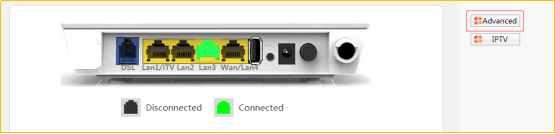 Advanced
IPTV
DSL Lan1/iTV Lan2 Lan3 Wan/Lan4
Disconnected Connected